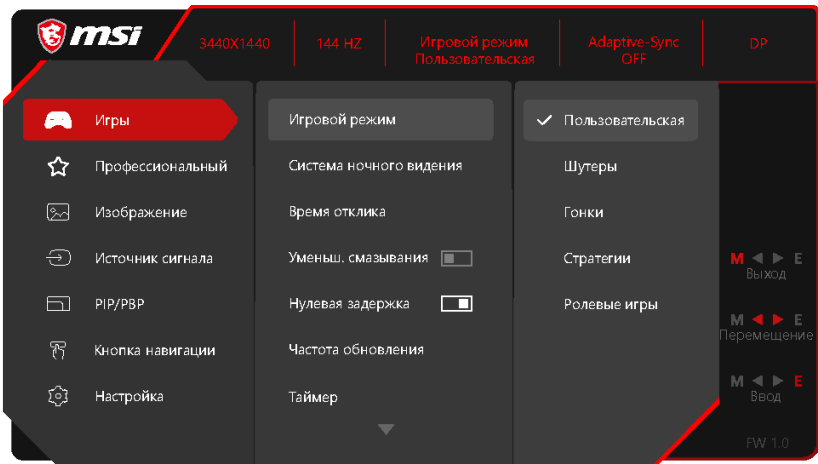 msi
3440X1440
144 HZ
Игровой режим
Пользовательская
Adaptive-Sync
OFF
DP
Игры
Профессиональный
Изображение
Источник сигнала
PIP/PBP
Кнопка навигации
Настройка
Игровой режим
Система ночного видения
Время отклика
Уменьш. смазывания
Нулевая задержка
Частота обновления
Таймер
Пользовательская
Шутеры
Гонки
Стратегии
Ролевые игры
M E
Выход
M E
Перемещение
M E
Ввод
FW 1.0